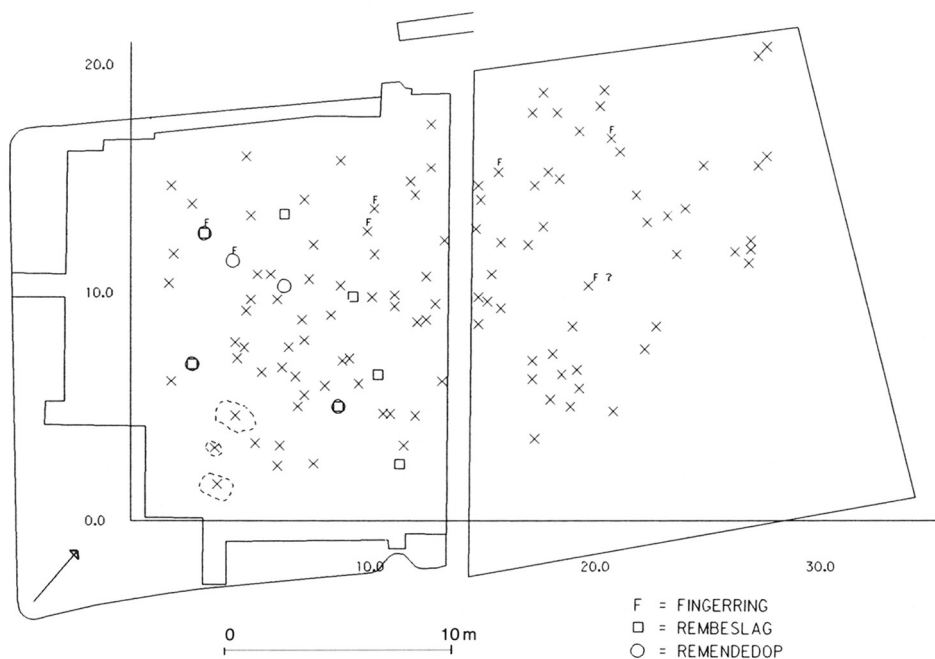 20.0
F
F
F
F
F
F
F ?
10.0
0.0
10.0 20.0 30.0
0 10 m
F = FINGERRING
□ = REMBESLAG
○ = REMENDEDOP